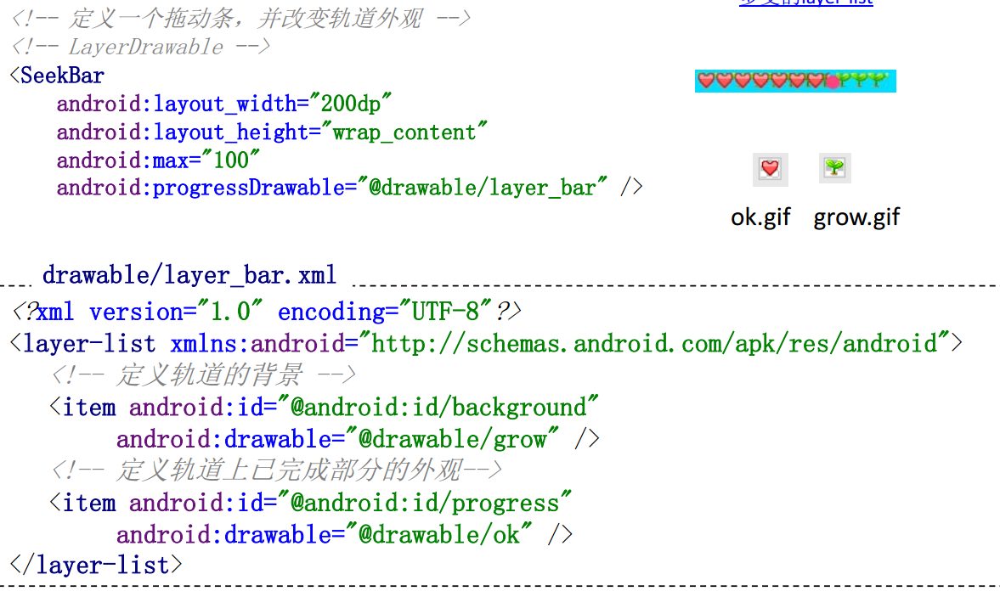 <!-- 定义一个拖动条，并改变轨道外观 -->
<!-- LayerDrawable -->
<SeekBar
android:layout_width="200dp"
android:layout_height="wrap_content"
android:max="100"
android:progressDrawable="@drawable/layer_bar" />
ok.gif grow.gif
drawable/layer_bar.xml
<?xml version="1.0" encoding="UTF-8"?>
<layer-list xmlns:android="http://schemas.android.com/apk/res/android">
<!-- 定义轨道的背景 -->
<item android:id="@android:id/background"
android:drawable="@drawable/grow" />
<!-- 定义轨道上已完成部分的外观-->
<item android:id="@android:id/progress"
android:drawable="@drawable/ok" />
</layer-list>